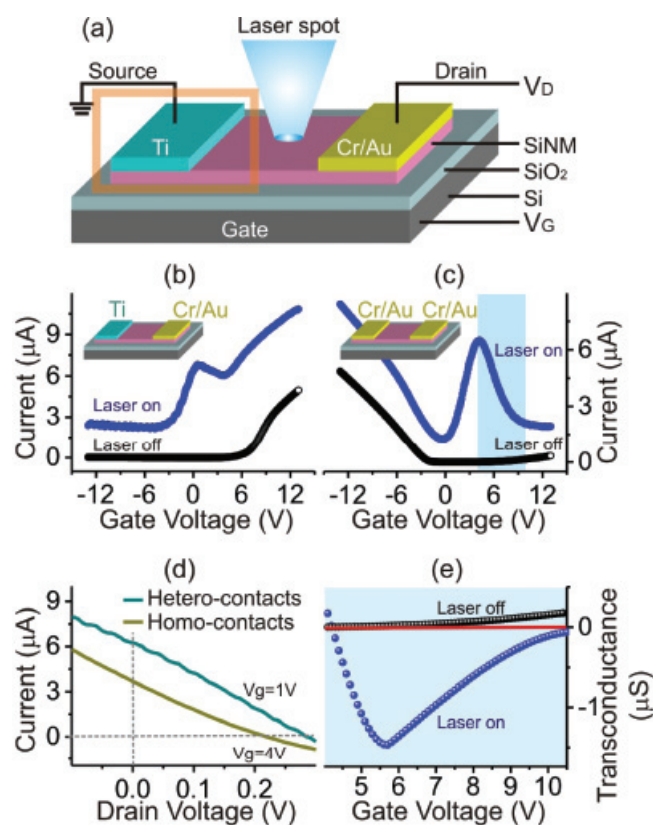 (a)
Laser spot
Source
Drain
V_D
Ti
Cr/Au
SiNM
SiO₂
Si
V_G
Gate
(b)
(c)
Ti
Cr/Au
Cr/Au
Cr/Au
Current (μA)
9
6
3
0
Laser on
Laser off
-12
-6
0
6
12
Gate Voltage (V)
Laser on
Laser off
6
3
0
Current (μA)
-12
-6
0
6
12
Gate Voltage (V)
(d)
(e)
Current (μA)
9
6
3
0
Hetero-contacts
Homo-contacts
Vg=1V
Vg=4V
0.0
0.1
0.2
Drain Voltage (V)
Laser off
Laser on
0
-1
Transconductance
(μS)
4
5
6
7
8
9
10
Gate Voltage (V)